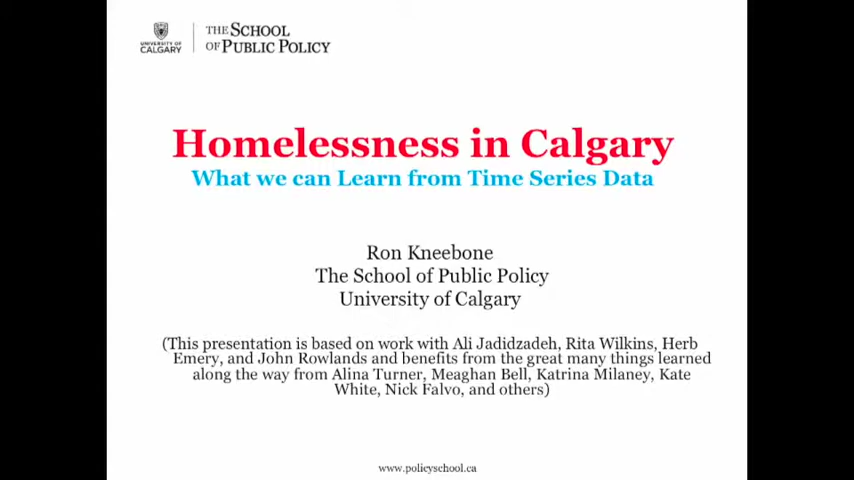 UNIVERSITY OF
CALGARY
THE SCHOOL
OF PUBLIC POLICY
Homelessness in Calgary
What we can Learn from Time Series Data
Ron Kneebone
The School of Public Policy
University of Calgary
(This presentation is based on work with Ali Jadidzadeh, Rita Wilkins, Herb
Emery, and John Rowlands and benefits from the great many things learned
along the way from Alina Turner, Meaghan Bell, Katrina Milaney, Kate
White, Nick Falvo, and others)
www.policyschool.ca